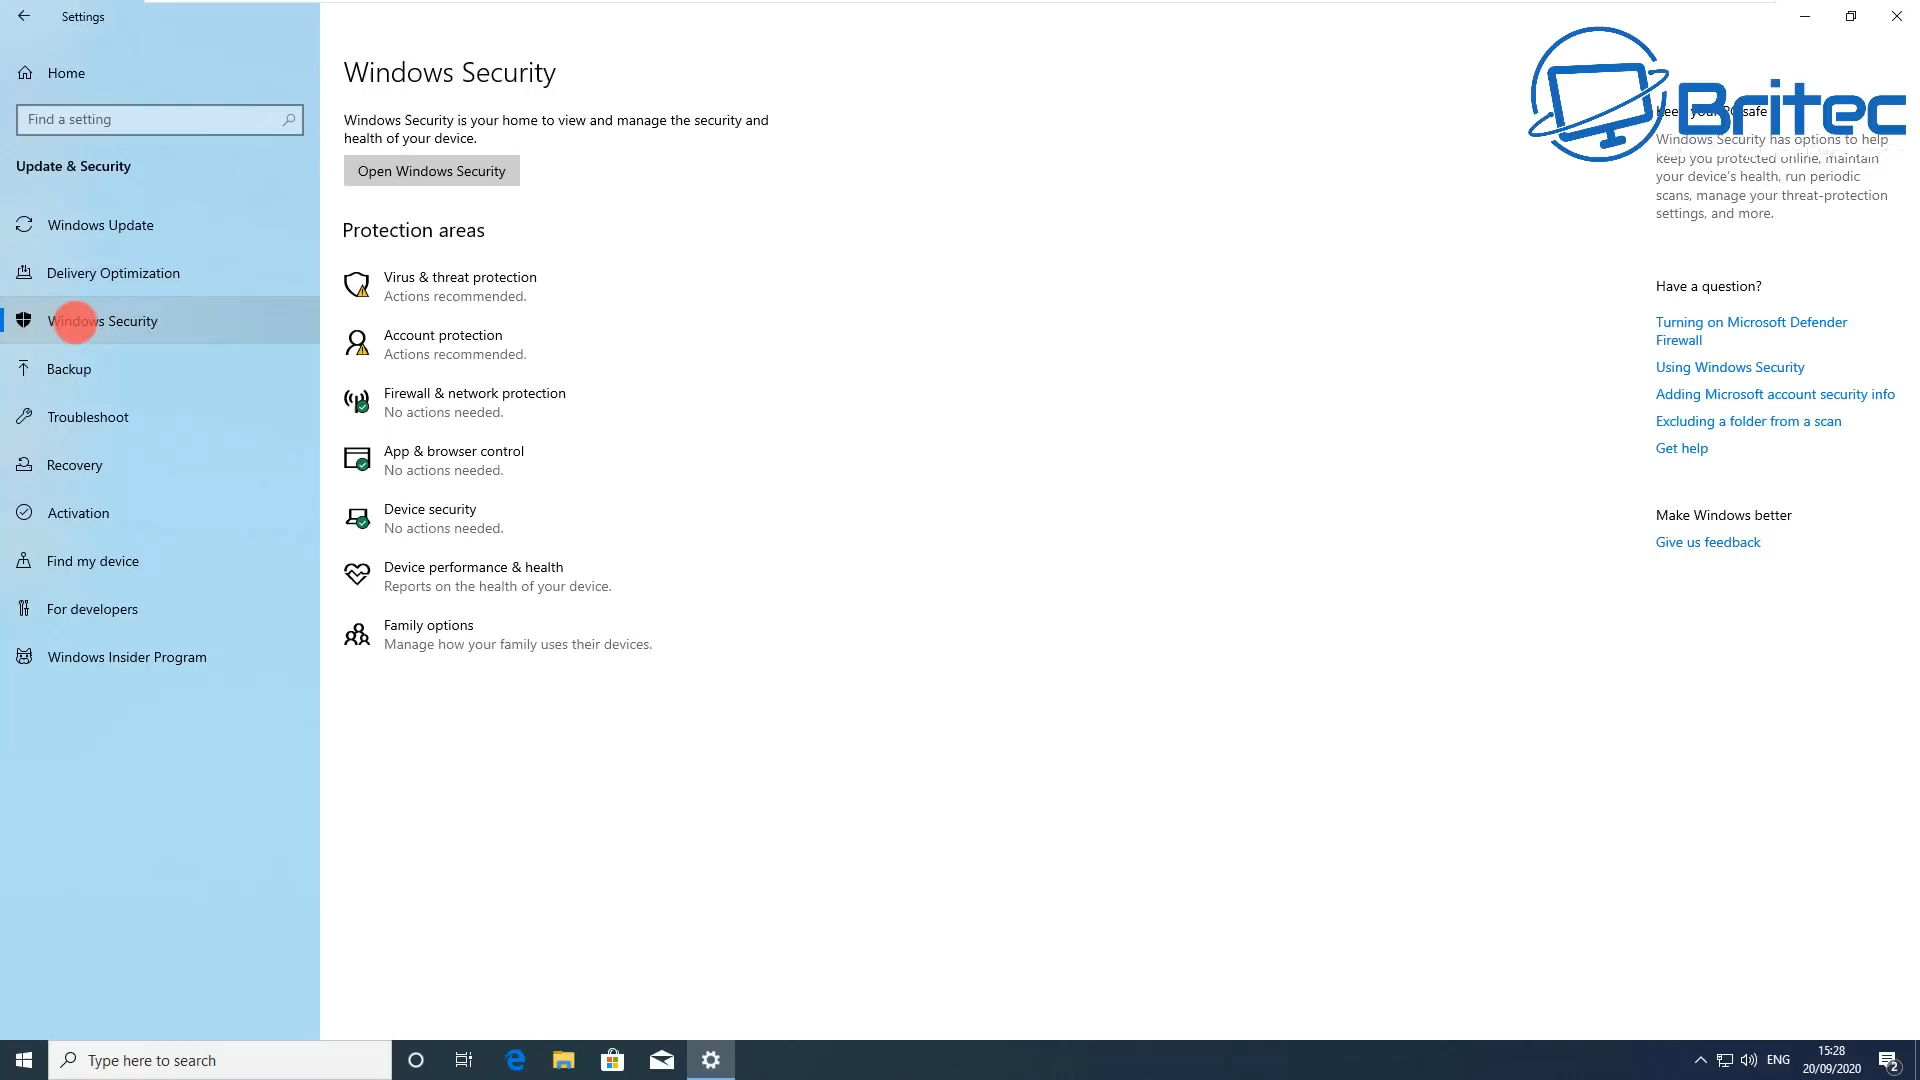 Settings
Home
Find a setting
Update & Security
Windows Update
Delivery Optimization
Windows Security
Backup
Troubleshoot
Recovery
Activation
Find my device
For developers
Windows Insider Program
Windows Security
Windows Security is your home to view and manage the security and
health of your device.
Open Windows Security
Protection areas
Virus & threat protection
Actions recommended.
Account protection
Actions recommended.
Firewall & network protection
No actions needed.
App & browser control
No actions needed.
Device security
No actions needed.
Device performance & health
Reports on the health of your device.
Family options
Manage how your family uses their devices.
Britec
Keep your PC safe
Windows Security has options to help
keep you protected online, maintain
your device's health, run periodic
scans, manage your threat-protection
settings, and more.
Have a question?
Turning on Microsoft Defender
Firewall
Using Windows Security
Adding Microsoft account security info
Excluding a folder from a scan
Get help
Make Windows better
Give us feedback
Type here to search
ENG
15:28
20/09/2020
2